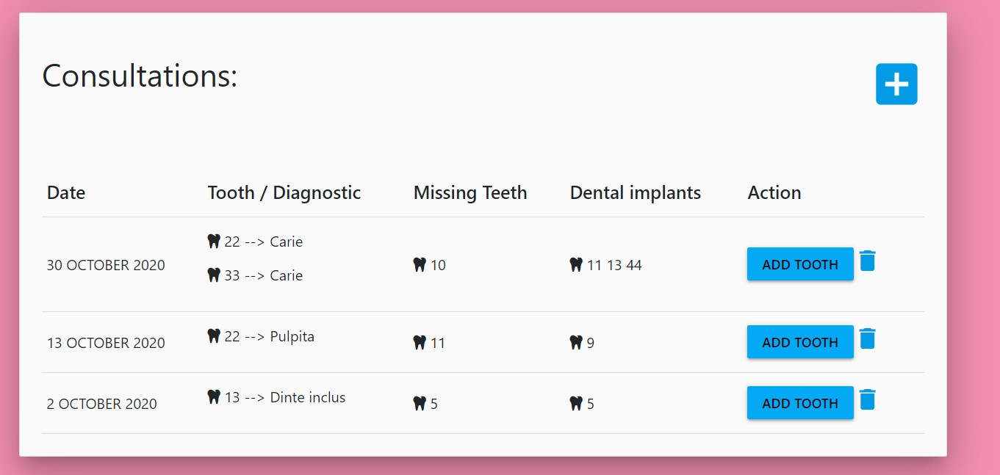 Consultations:
Date Tooth / Diagnostic Missing Teeth Dental implants Action
22 --> Carie
33 --> Carie
30 OCTOBER 2020 10 11 13 44 ADD TOOTH
22 --> Pulpita
13 OCTOBER 2020 11 9 ADD TOOTH
13 --> Dinte inclus
2 OCTOBER 2020 5 5 ADD TOOTH